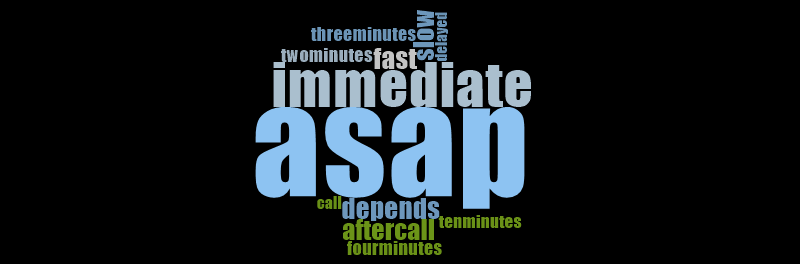 slow
delayed
threeminutes
twominutes
fast
immediate
asap
call
depends
tenminutes
aftercall
fourminutes